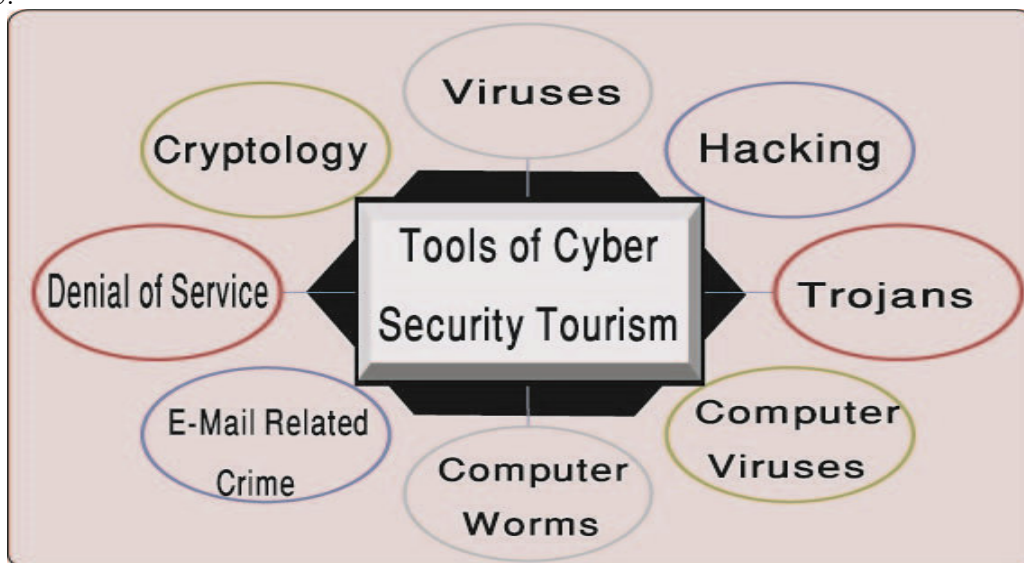 Viruses
Cryptology
Hacking
Tools of Cyber
Security Tourism
Denial of Service
Trojans
E-Mail Related
Crime
Computer
Worms
Computer
Viruses